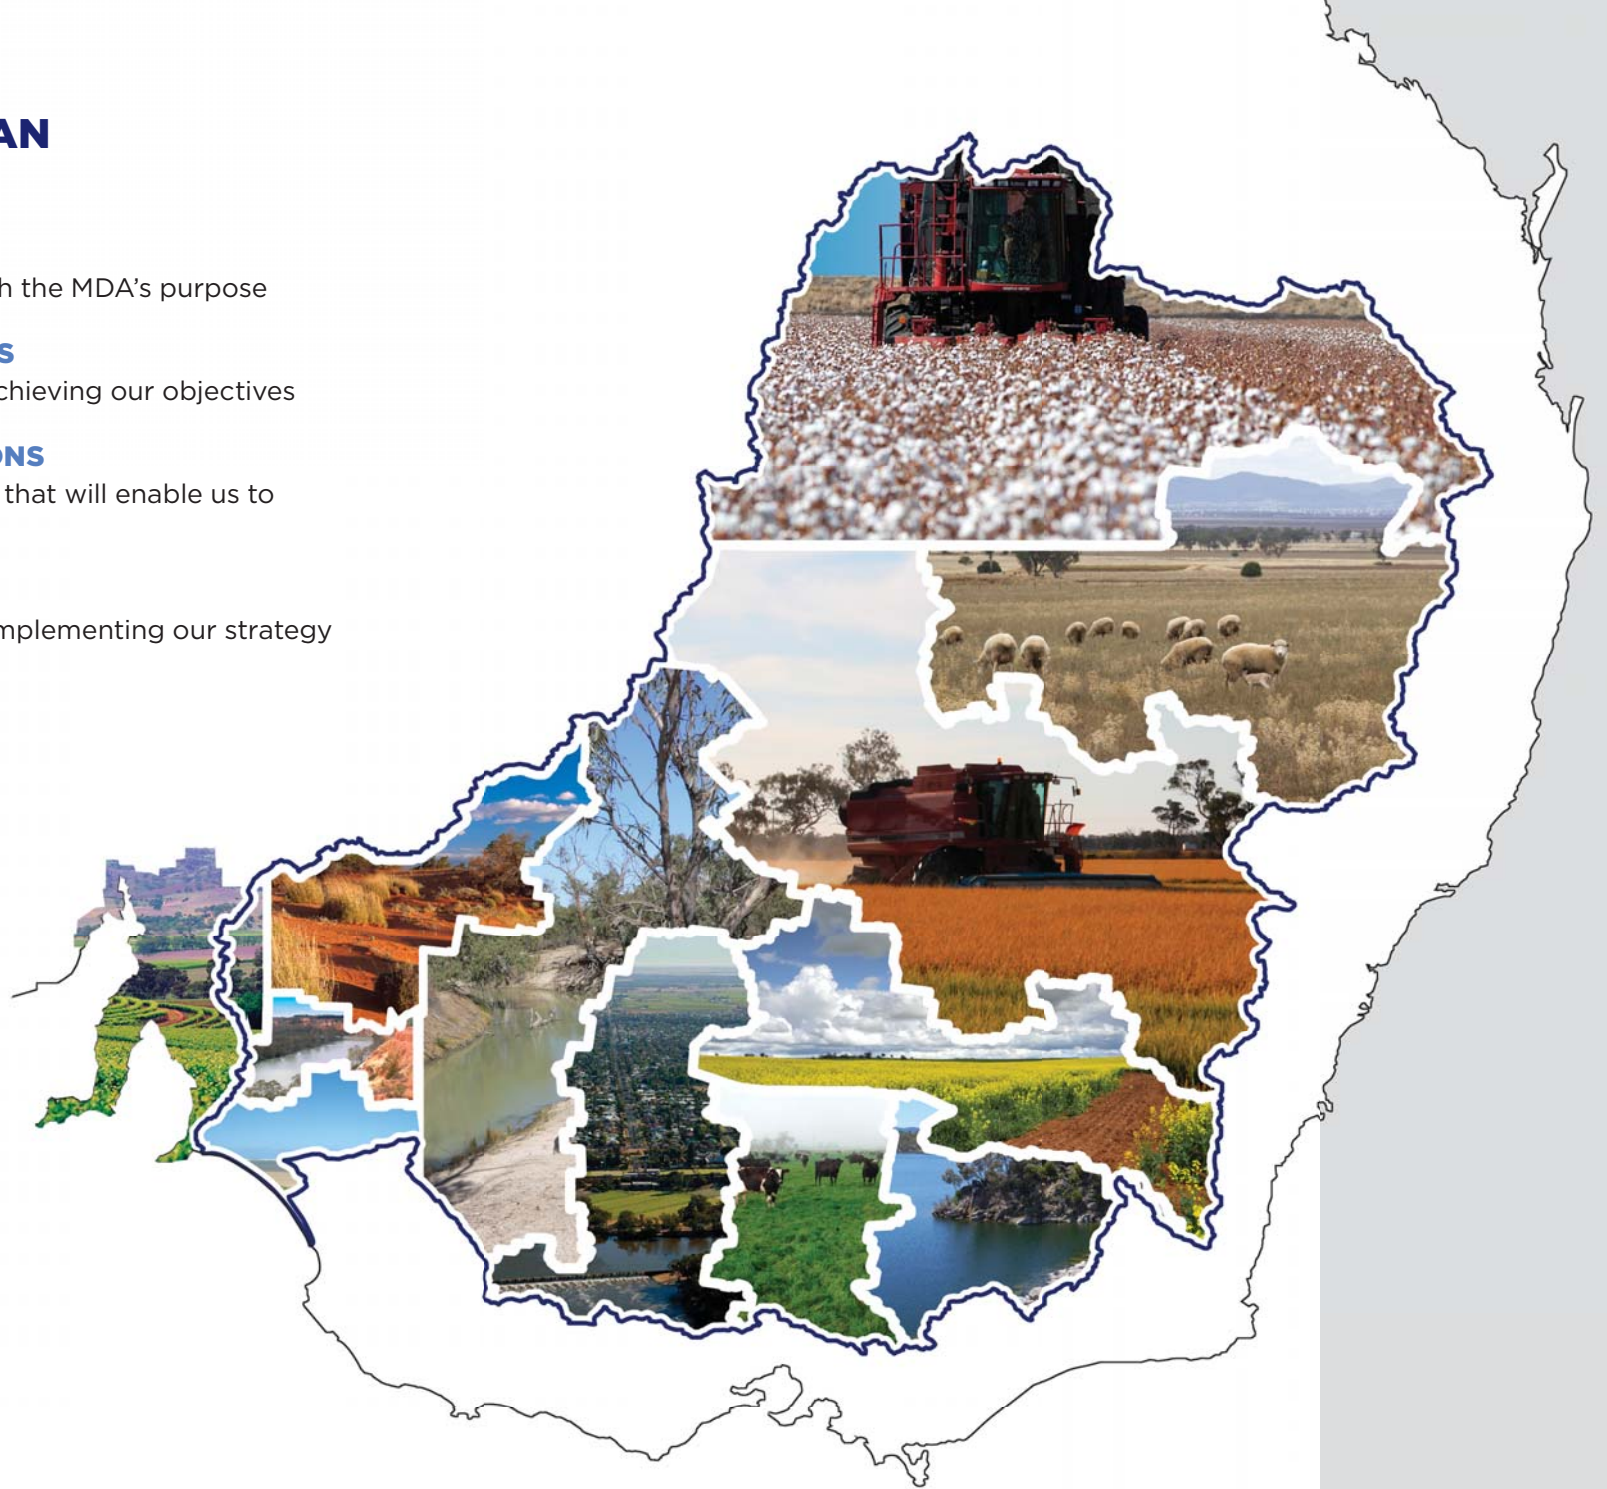 AN
h the MDA’s purpose
S
chieving our objectives
ONS
that will enable us to
mplementing our strategy